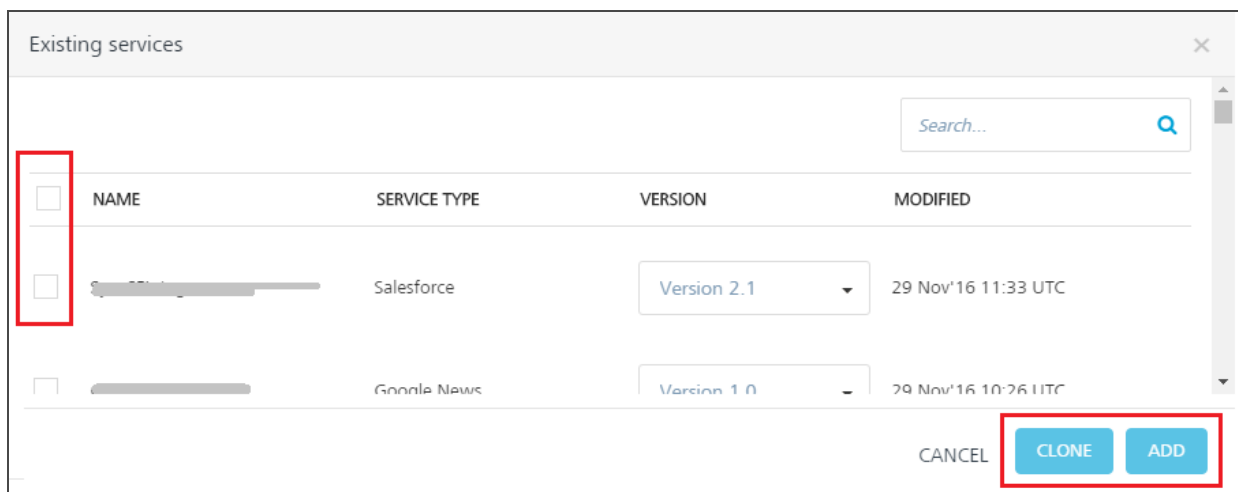 Existing services
Search...
NAME SERVICE TYPE VERSION MODIFIED
Salesforce Version 2.1 29 Nov'16 11:33 UTC
Google News Version 1.0 29 Nov'16 10:26 UTC
CANCEL CLONE ADD